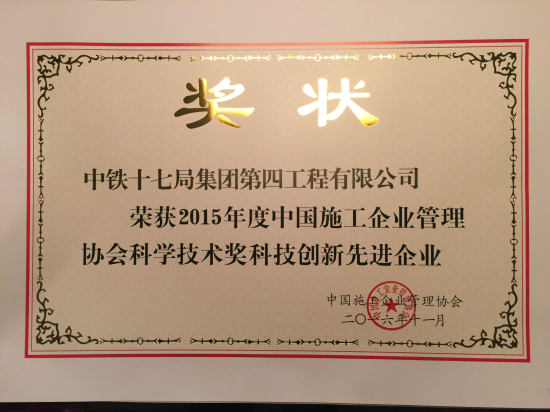 奖状
中铁十七局集团第四工程有限公司
荣获2015年度中国施工企业管理
协会科学技术奖科技创新先进企业
中国施工企业管理协会
二〇一六年十一月